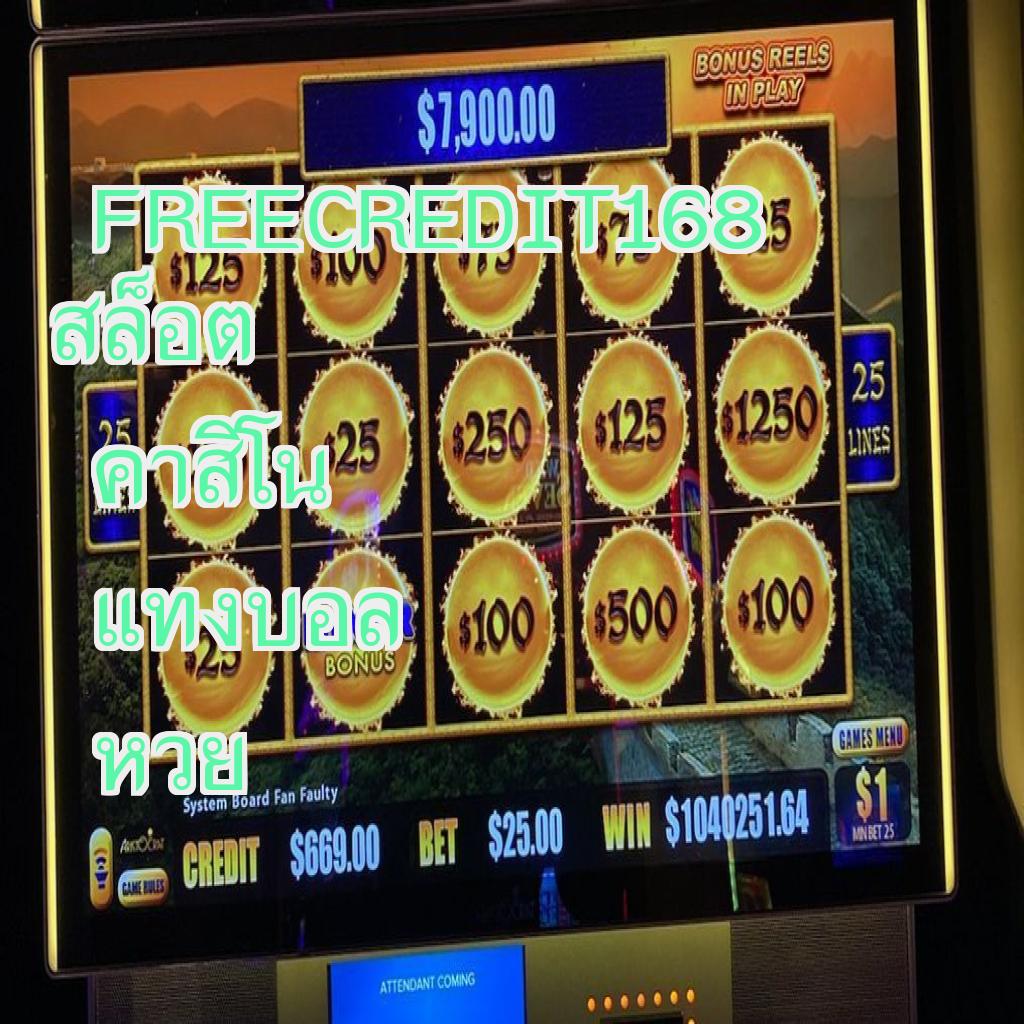 BONUS REELS
IN PLAY
$7,900.00
FREECREDIT168
$125 $100 $75
สล็อต
25 $25 $250 $125 $1250 25
LINES
คาสิโน
แทงบอล
$25 BONUS $100 $500 $100
หวย
GAMES MENU
System Board Fan Faulty
$1
MIN BET 25
ARISTOCRAT
GAME RULES
CREDIT $669.00 BET $25.00 WIN $1040251.64
ATTENDANT COMING